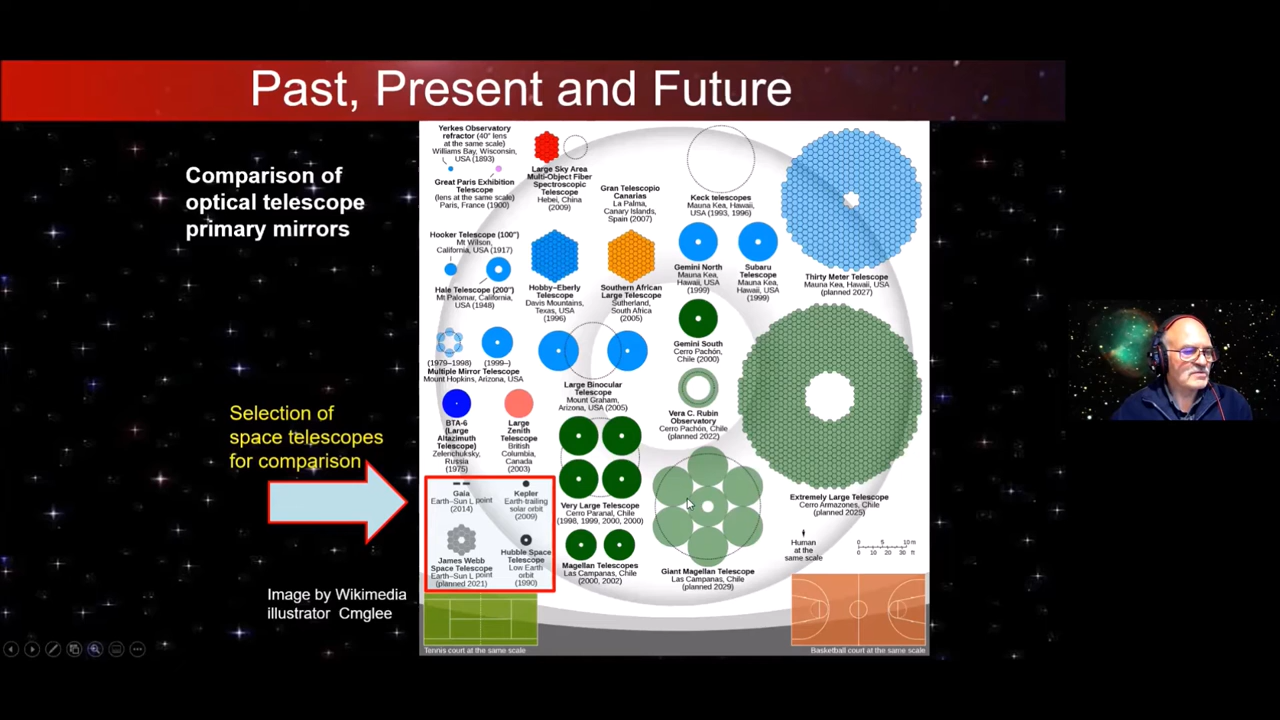 Past, Present and Future
Comparison of
optical telescope
primary mirrors
Selection of
space telescopes
for comparison
Image by Wikimedia
illustrator Cmglee
Yerkes Observatory
refractor (40" lens
at the same scale)
Williams Bay, Wisconsin,
USA (1893)
Great Paris Exhibition
Telescope
(lens at the same scale)
Paris, France (1900)
Large Sky Area
Multi-Object Fiber
Spectroscopic
Telescope
Hebei, China
(2009)
Gran Telescopio
Canarias
La Palma,
Canary Islands,
Spain (2007)
Keck telescopes
Mauna Kea, Hawaii,
USA (1993, 1996)
Thirty Meter Telescope
Mauna Kea, Hawaii, USA
(planned 2027)
Hooker Telescope (100")
Mt Wilson,
California, USA (1917)
Hale Telescope (200")
Mt Palomar, California,
USA (1948)
Hobby–Eberly
Telescope
Davis Mountains,
Texas, USA
(1996)
Southern African
Large Telescope
Sutherland,
South Africa
(2005)
Gemini North
Mauna Kea,
Hawaii, USA
(1999)
Subaru
Telescope
Mauna Kea,
Hawaii, USA
(1999)
Gemini South
Cerro Pachón,
Chile (2000)
(1979–1998) (1999–)
Multiple Mirror Telescope
Mount Hopkins, Arizona, USA
Large Binocular
Telescope
Mount Graham,
Arizona, USA (2005)
Vera C. Rubin
Observatory
Cerro Pachón, Chile
(planned 2022)
BTA-6
(Large
Altazimuth
Telescope)
Zelenchuksky,
Russia
(1975)
Large
Zenith
Telescope
British
Columbia,
Canada
(2003)
Gaia
Earth–Sun L point
(2014)
Kepler
Earth-trailing
solar orbit
(2009)
James Webb
Space Telescope
Earth–Sun L point
(planned 2021)
Hubble Space
Telescope
Low Earth
orbit
(1990)
Very Large Telescope
Cerro Paranal, Chile
(1998, 1999, 2000, 2000)
Magellan Telescopes
Las Campanas, Chile
(2000, 2002)
Giant Magellan Telescope
Las Campanas, Chile
(planned 2029)
Extremely Large Telescope
Cerro Armazones, Chile
(planned 2025)
Human
at the
same scale
0 5 10 m
0 10 20 30 ft
Tennis court at the same scale
Basketball court at the same scale